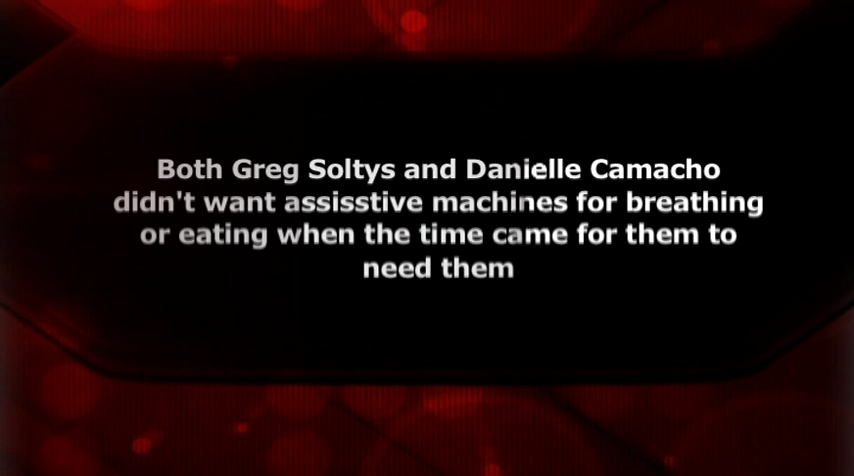 Both Greg Soltys and Danielle Camacho
didn't want assisstive machines for breathing
or eating when the time came for them to
need them